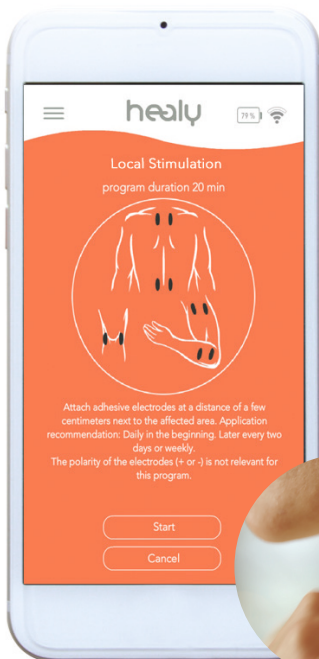 healy
79 %
Local Stimulation
program duration 20 min
Attach adhesive electrodes at a distance of a few
centimeters next to the affected area. Application
recommendation: Daily in the beginning. Later every two
days or weekly.
The polarity of the electrodes (+ or -) is not relevant for
this program.
Start
Cancel